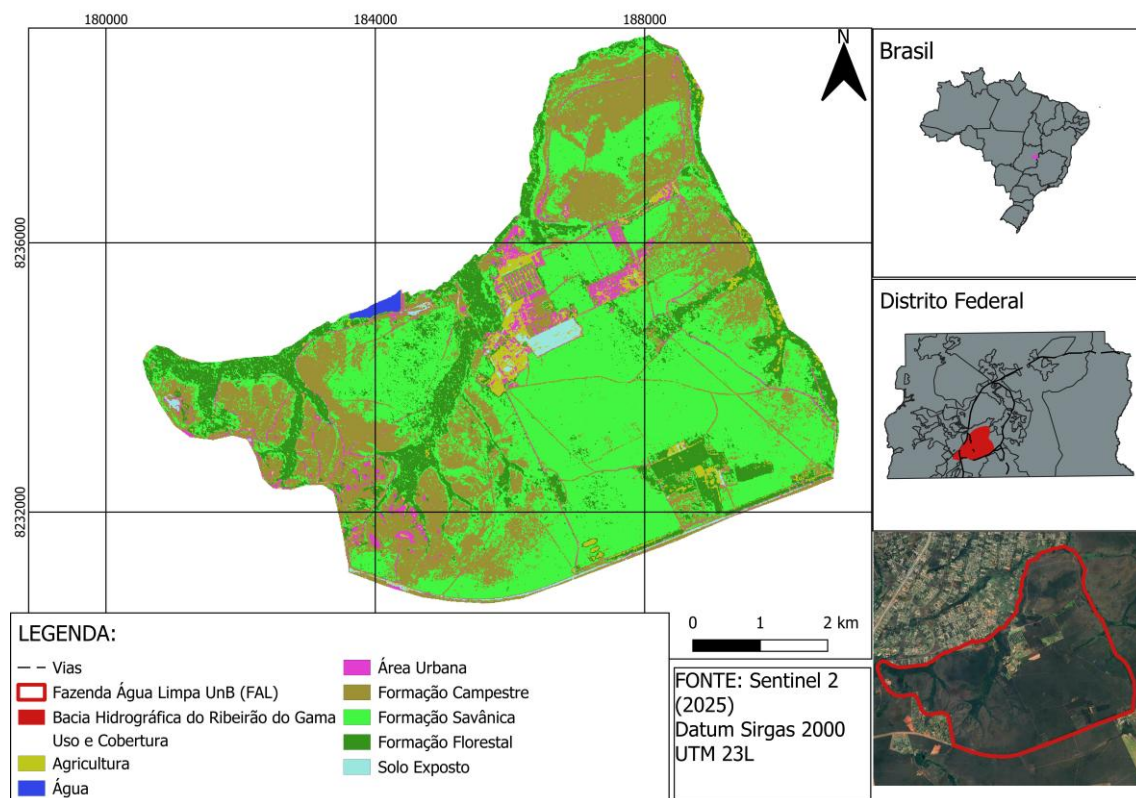 180000
184000
188000
8236000
8232000
N
Brasil
Distrito Federal
LEGENDA:
Vias
Fazenda Água Limpa UnB (FAL)
Bacia Hidrográfica do Ribeirão do Gama
Uso e Cobertura
Agricultura
Água
Área Urbana
Formação Campestre
Formação Savânica
Formação Florestal
Solo Exposto
0 1 2 km
FONTE: Sentinel 2
(2025)
Datum Sirgas 2000
UTM 23L